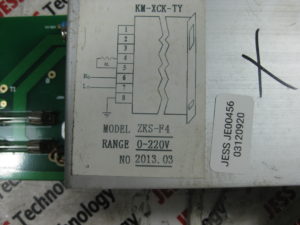 KM-XCK-TY
1
2
3
4
5
6
7
8
MODEL ZKS-F4
RANGE 0-220V
NO 2013.03
JESS JE00456
03120920
JESS
Technology